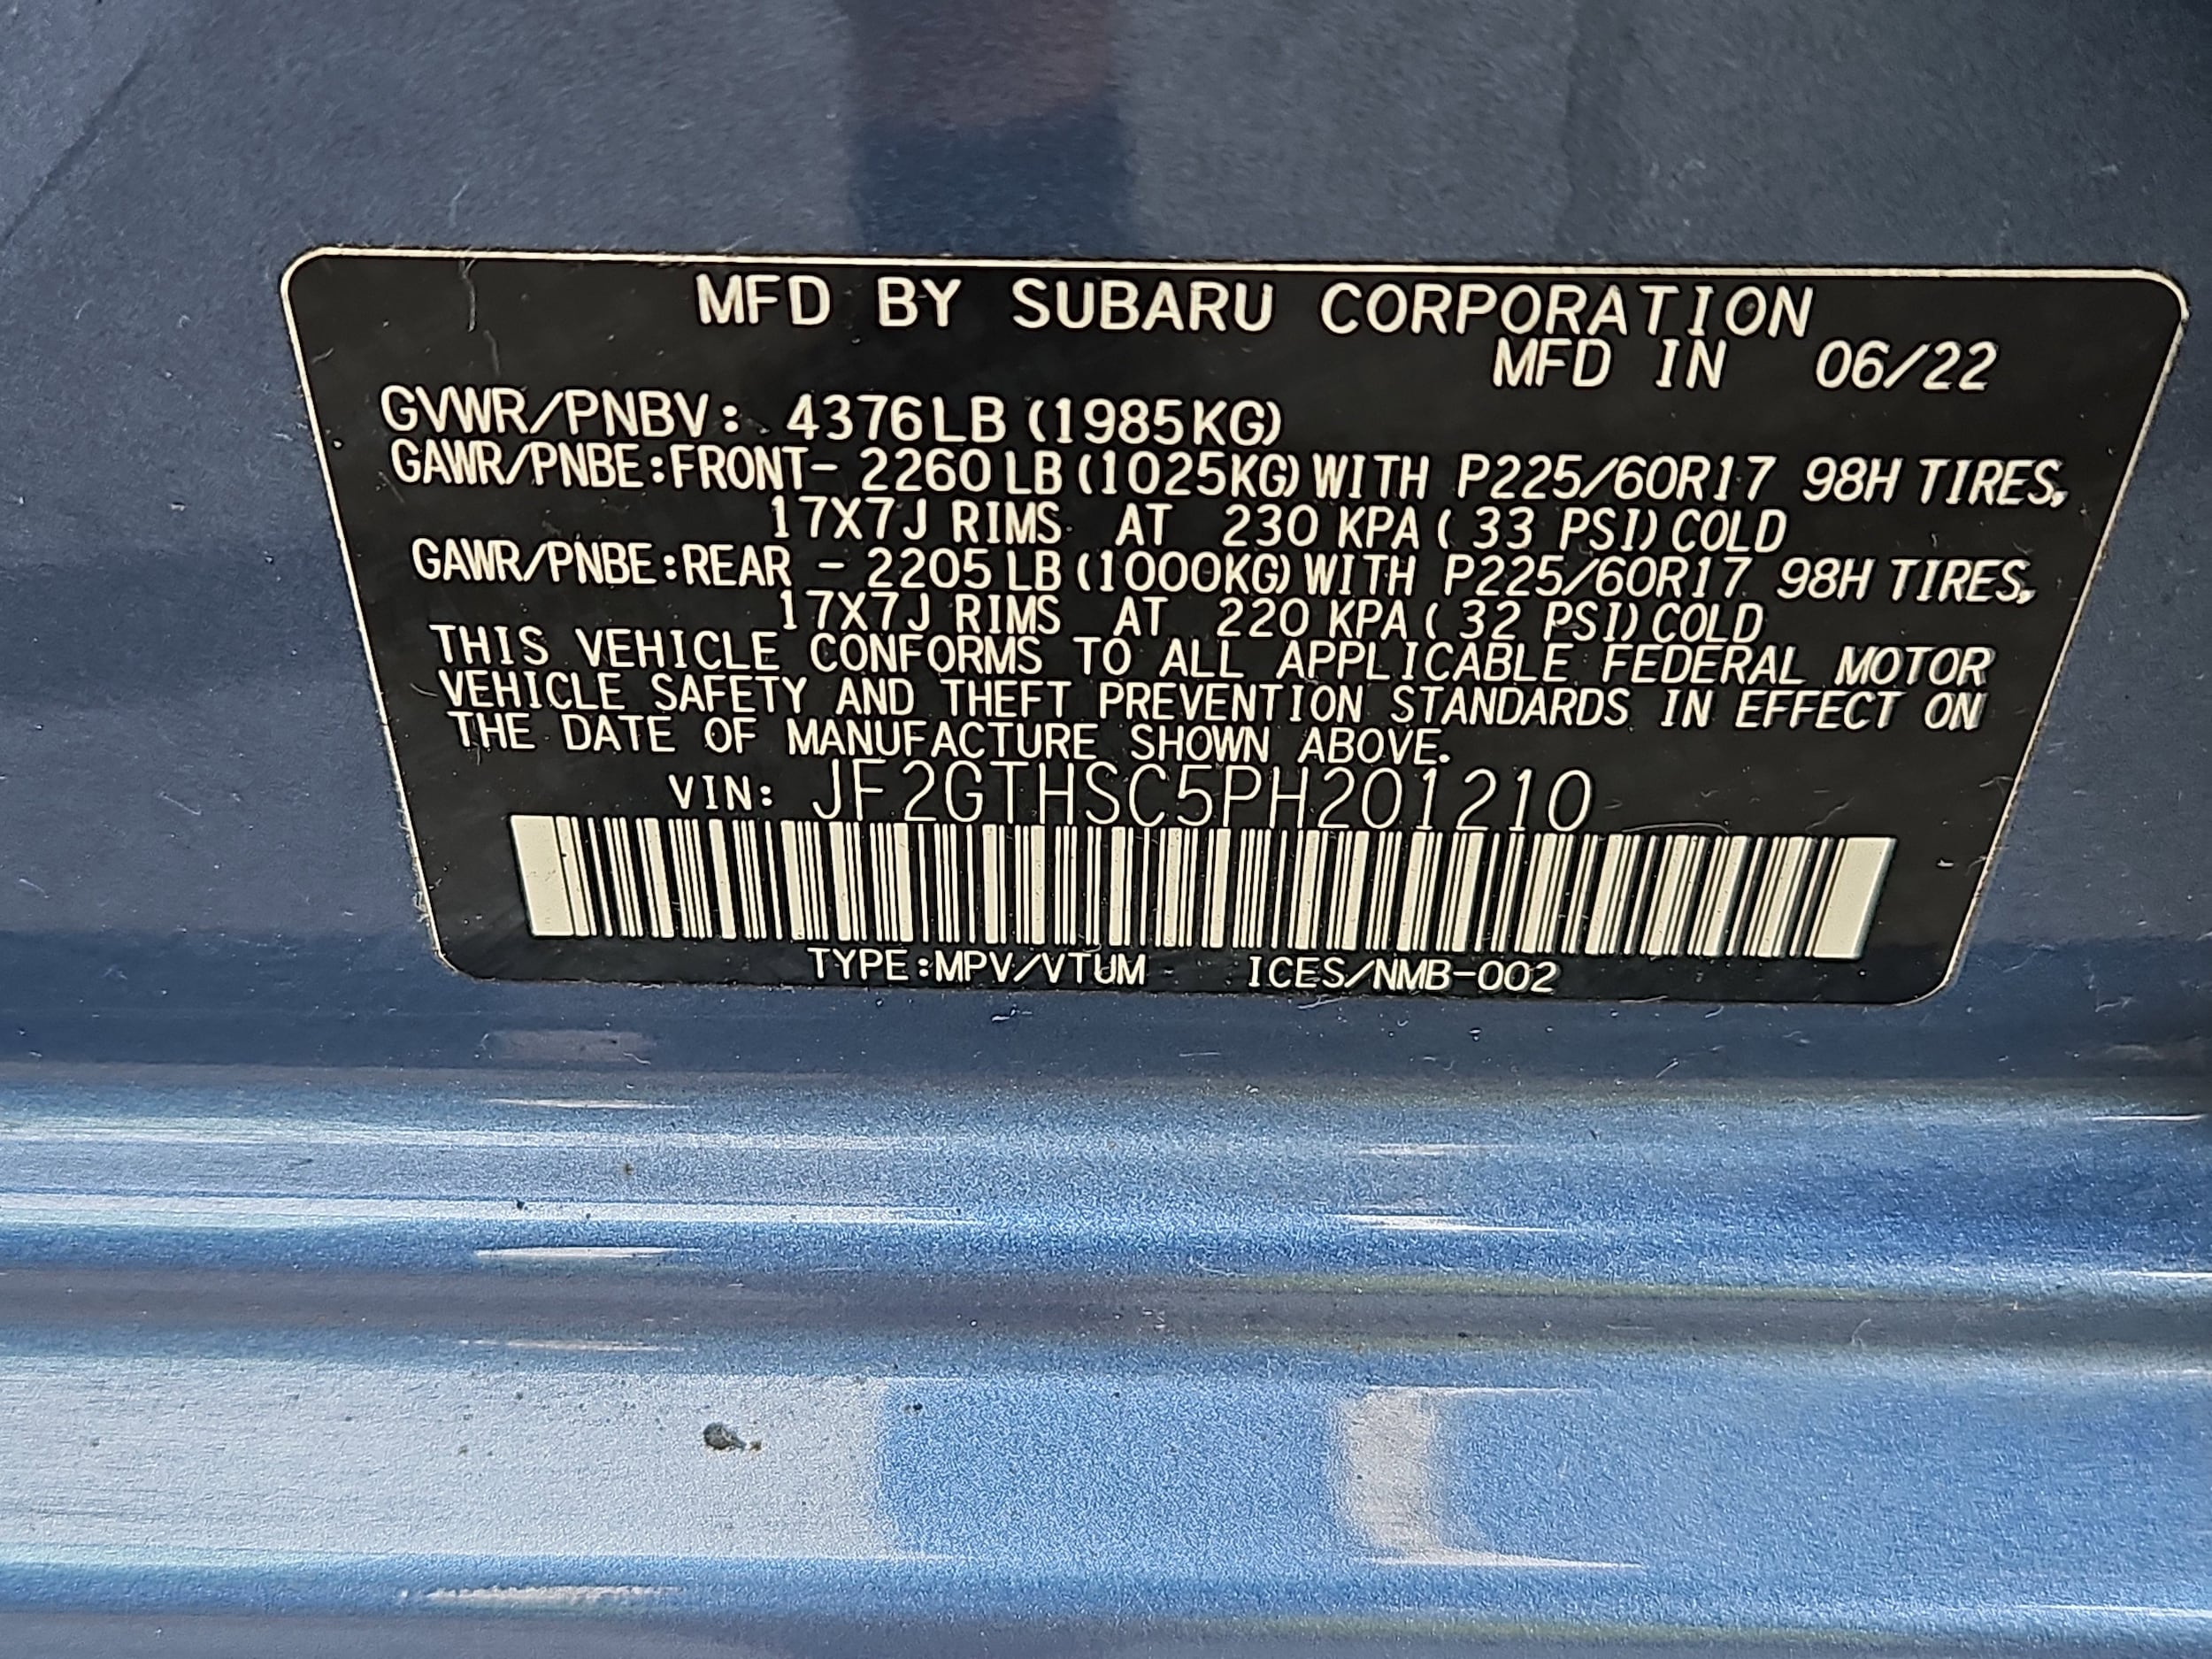 MFD BY SUBARU CORPORATION
MFD IN 06/22
GVWR/PNBV: 4376LB (1985KG)
GAWR/PNBE:FRONT- 2260 LB (1025KG) WITH P225/60R17 98H TIRES,
17X7J RIMS AT 230 KPA ( 33 PSI) COLD
GAWR/PNBE:REAR - 2205 LB (1000KG) WITH P225/60R17 98H TIRES,
17X7J RIMS AT 220 KPA ( 32 PSI) COLD
THIS VEHICLE CONFORMS TO ALL APPLICABLE FEDERAL MOTOR
VEHICLE SAFETY AND THEFT PREVENTION STANDARDS IN EFFECT ON
THE DATE OF MANUFACTURE SHOWN ABOVE.
VIN: JF2GTHSC5PH201210
TYPE:MPV/VTUM ICES/NMB-002